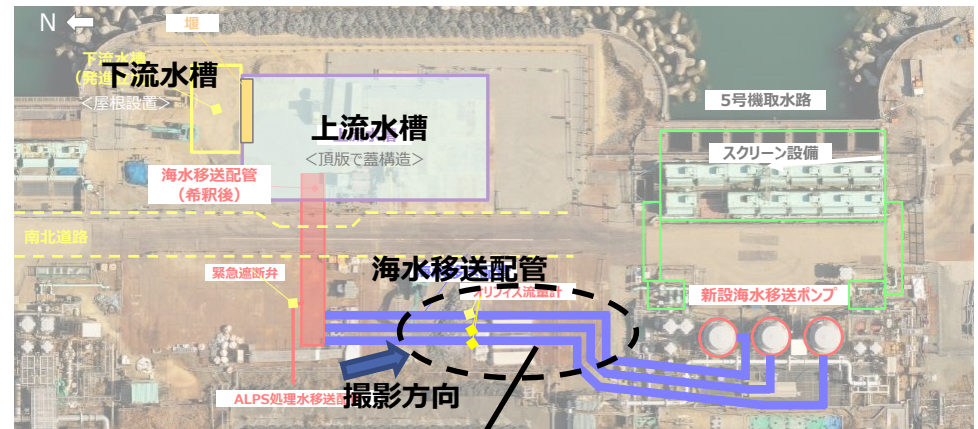 N
堰
下流水槽
下流水槽
＜屋根設置＞
上流水槽
＜頂版で蓋構造＞
5号機取水路
スクリーン設備
海水移送配管
（希釈後）
南北道路
緊急遮断弁
海水移送配管
オリフィス流量計
新設海水移送ポンプ
ALPS処理水移送配
撮影方向